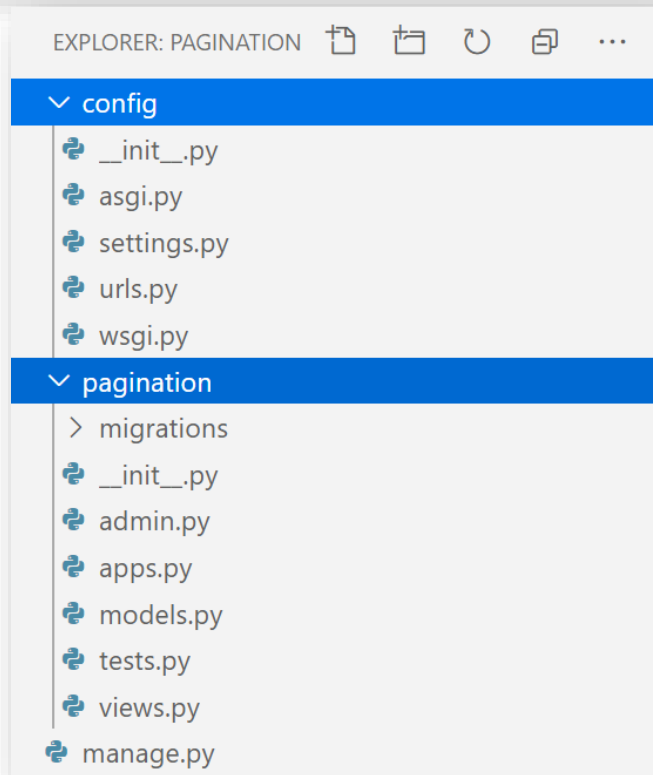 EXPLORER: PAGINATION
config
__init__.py
asgi.py
settings.py
urls.py
wsgi.py
pagination
migrations
__init__.py
admin.py
apps.py
models.py
tests.py
views.py
manage.py